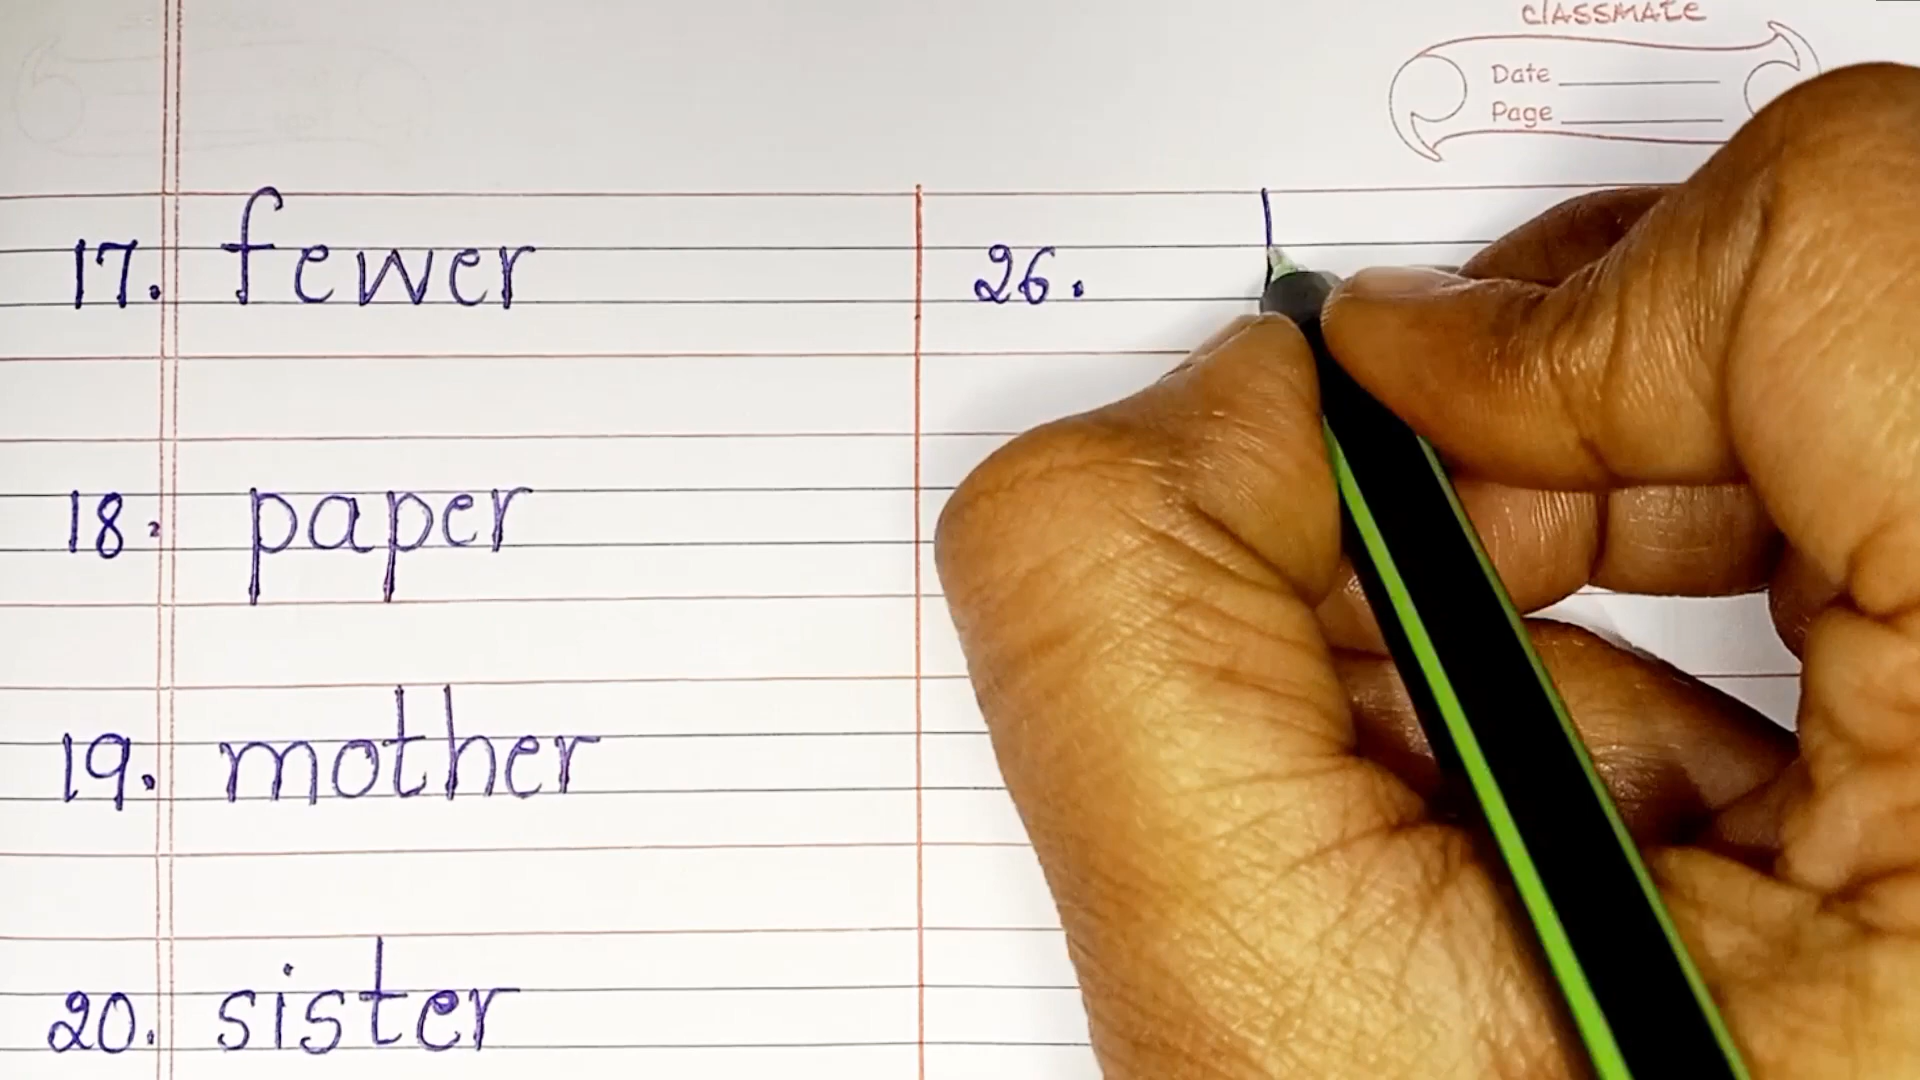 classmate
Date
Page
17. fewer
18. paper
19. mother
20. sister
26.